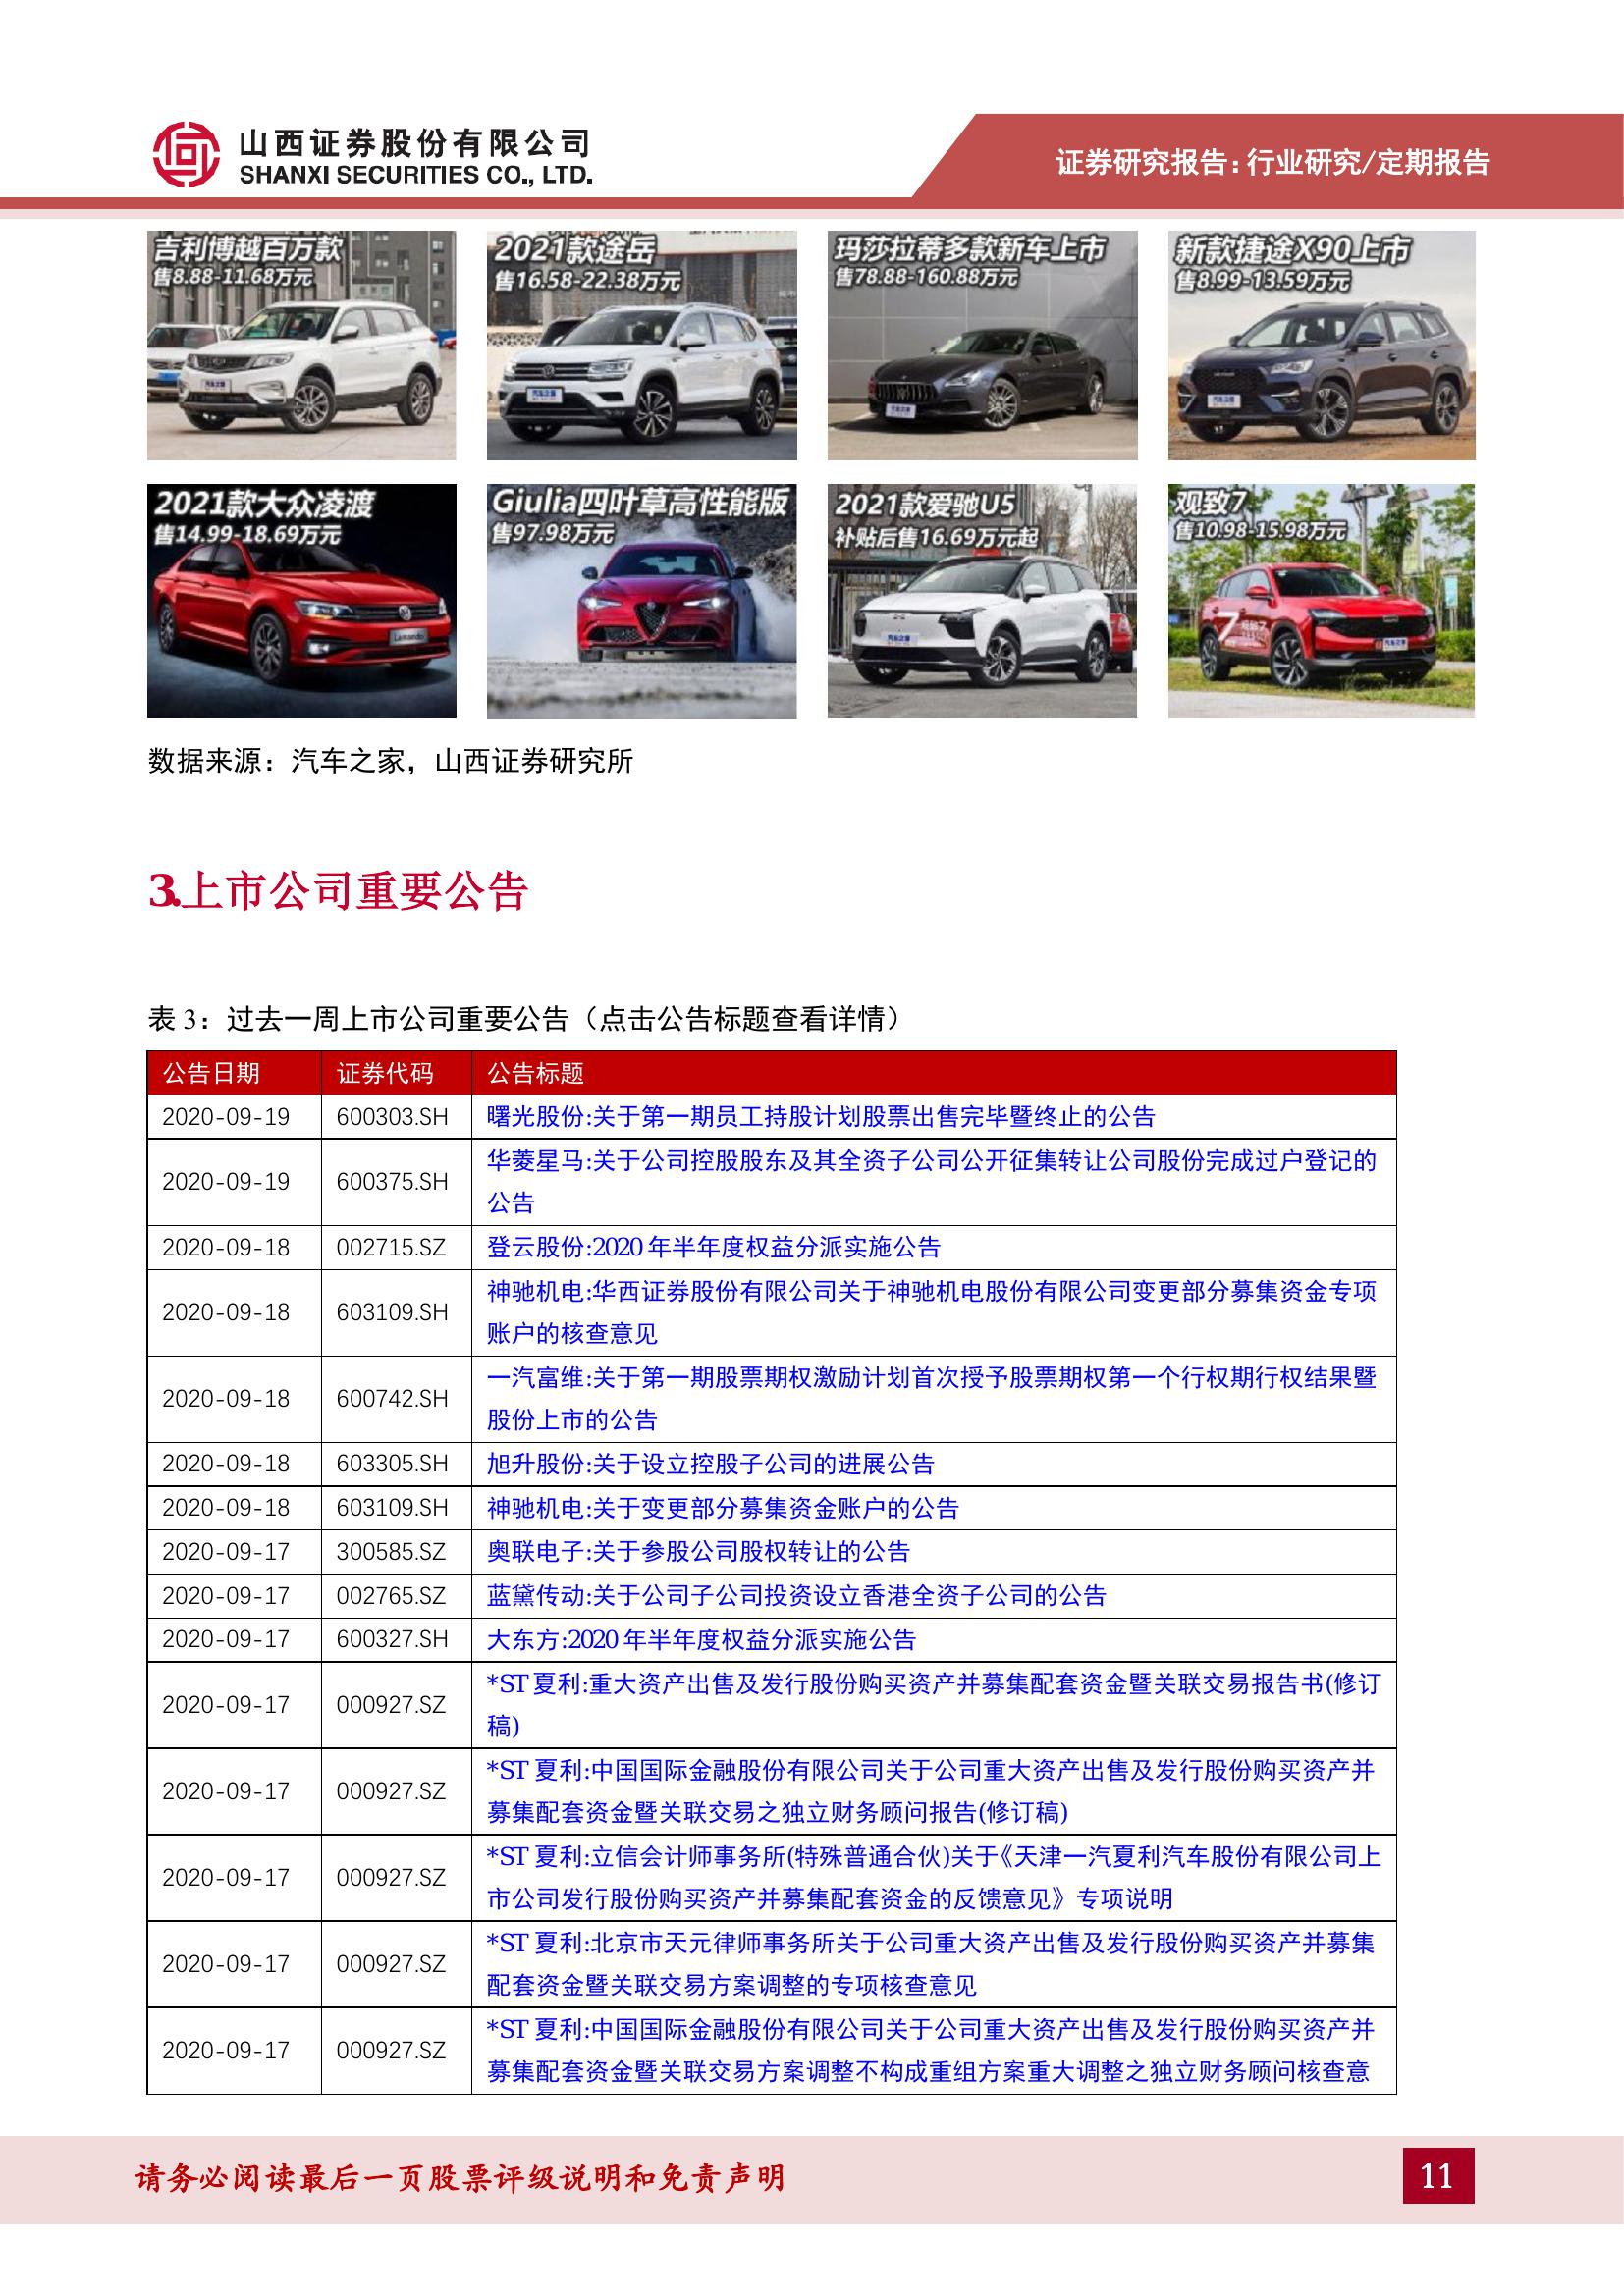 山西证券股份有限公司
SHANXI SECURITIES CO., LTD.
证券研究报告:行业研究/定期报告
吉利博越百万款
售8.88-11.68万元
2021款途岳
售16.58-22.38万元
玛莎拉蒂多款新车上市
售78.88-160.88万元
新款捷途X90上市
售8.99-13.59万元
2021款大众凌渡
售14.99-18.69万元
Lamando
Giulia四叶草高性能版
售97.98万元
2021款爱驰U5
补贴后售16.69万元起
观致7
售10.98-15.98万元
数据来源：汽车之家，山西证券研究所
3.上市公司重要公告
表 3：过去一周上市公司重要公告（点击公告标题查看详情）
公告日期 证券代码 公告标题
2020-09-19 600303.SH 曙光股份:关于第一期员工持股计划股票出售完毕暨终止的公告
2020-09-19 600375.SH 华菱星马:关于公司控股股东及其全资子公司公开征集转让公司股份完成过户登记的
公告
2020-09-18 002715.SZ 登云股份:2020 年半年度权益分派实施公告
2020-09-18 603109.SH 神驰机电:华西证券股份有限公司关于神驰机电股份有限公司变更部分募集资金专项
账户的核查意见
2020-09-18 600742.SH 一汽富维:关于第一期股票期权激励计划首次授予股票期权第一个行权期行权结果暨
股份上市的公告
2020-09-18 603305.SH 旭升股份:关于设立控股子公司的进展公告
2020-09-18 603109.SH 神驰机电:关于变更部分募集资金账户的公告
2020-09-17 300585.SZ 奥联电子:关于参股公司股权转让的公告
2020-09-17 002765.SZ 蓝黛传动:关于公司子公司投资设立香港全资子公司的公告
2020-09-17 600327.SH 大东方:2020 年半年度权益分派实施公告
2020-09-17 000927.SZ *ST 夏利:重大资产出售及发行股份购买资产并募集配套资金暨关联交易报告书(修订
稿)
2020-09-17 000927.SZ *ST 夏利:中国国际金融股份有限公司关于公司重大资产出售及发行股份购买资产并
募集配套资金暨关联交易之独立财务顾问报告(修订稿)
2020-09-17 000927.SZ *ST 夏利:立信会计师事务所(特殊普通合伙)关于《天津一汽夏利汽车股份有限公司上
市公司发行股份购买资产并募集配套资金的反馈意见》专项说明
2020-09-17 000927.SZ *ST 夏利:北京市天元律师事务所关于公司重大资产出售及发行股份购买资产并募集
配套资金暨关联交易方案调整的专项核查意见
2020-09-17 000927.SZ *ST 夏利:中国国际金融股份有限公司关于公司重大资产出售及发行股份购买资产并
募集配套资金暨关联交易方案调整不构成重组方案重大调整之独立财务顾问核查意
请务必阅读最后一页股票评级说明和免责声明
11